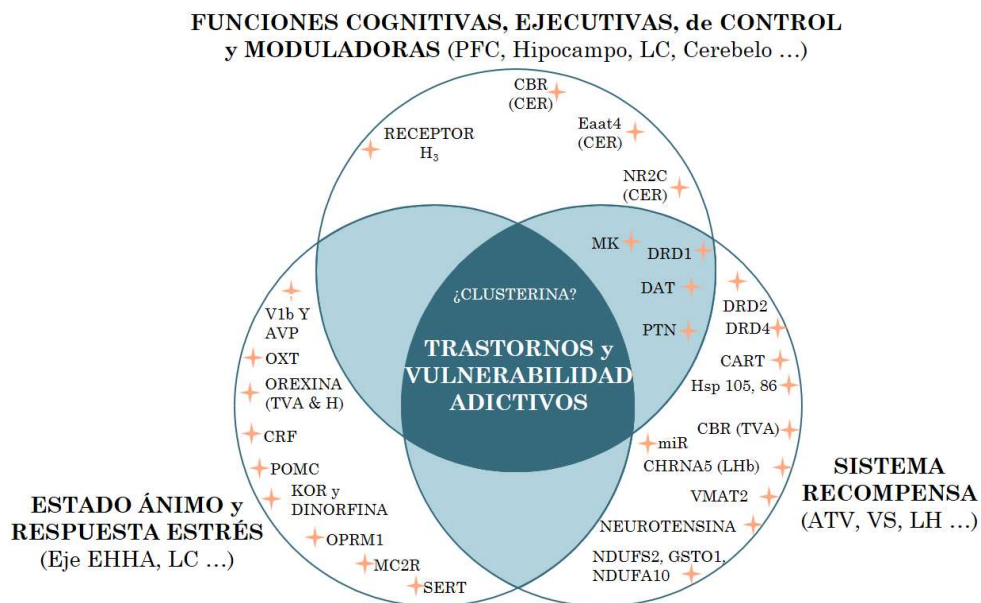 FUNCIONES COGNITIVAS, EJECUTIVAS, de CONTROL
y MODULADORAS (PFC, Hipocampo, LC, Cerebelo ...)
CBR
(CER)
Eaat4
(CER)
RECEPTOR
H₃
NR2C
(CER)
MK
DRD1
DAT
PTN
¿CLUSTERINA?
TRASTORNOS y
VULNERABILIDAD
ADICTIVOS
V1b Y
AVP
OXT
OREXINA
(TVA & H)
CRF
POMC
KOR y
DINORFINA
OPRM1
MC2R
SERT
ESTADO ÁNIMO y
RESPUESTA ESTRÉS
(Eje EHHA, LC ...)
DRD2
DRD4
CART
Hsp 105, 86
CBR (TVA)
miR
CHRNA5 (LHb)
VMAT2
NEUROTENSINA
NDUFS2, GSTO1,
NDUFA10
SISTEMA
RECOMPENSA
(ATV, VS, LH ...)